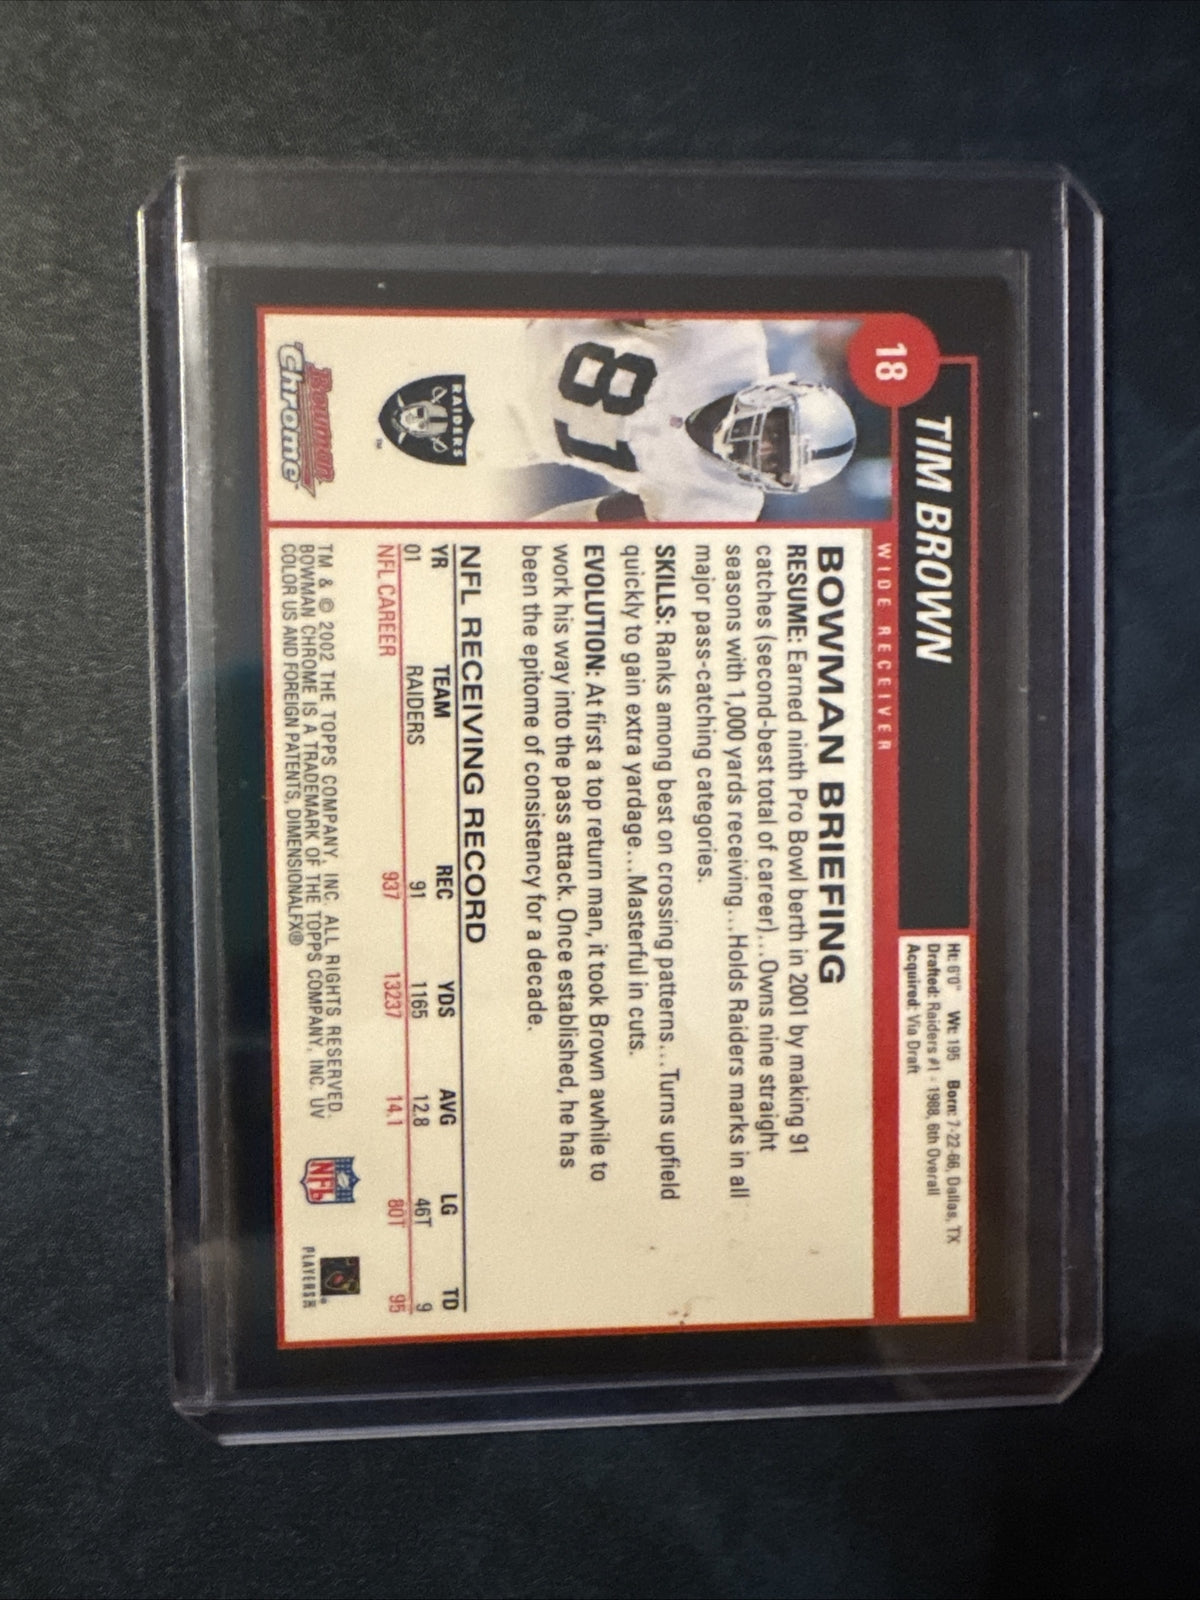 18
TIM BROWN
Ht: 6'0" Wt: 195 Born: 7-22-66, Dallas, TX
Drafted: Raiders #1 - 1988, 6th Overall
Acquired: Via Draft
WIDE RECEIVER
81
RAIDERS
TM
Bowman
Chrome
BOWMAN BRIEFING
RESUME: Earned ninth Pro Bowl berth in 2001 by making 91
catches (second-best total of career)...Owns nine straight
seasons with 1,000 yards receiving...Holds Raiders marks in all
major pass-catching categories.
SKILLS: Ranks among best on crossing patterns...Turns upfield
quickly to gain extra yardage...Masterful in cuts.
EVOLUTION: At first a top return man, it took Brown awhile to
work his way into the pass attack. Once established, he has
been the epitome of consistency for a decade.
NFL RECEIVING RECORD
YR TEAM REC YDS AVG LG TD
01 RAIDERS 91 1165 12.8 46T 9
NFL CAREER 937 13237 14.1 80T 95
TM & © 2002 THE TOPPS COMPANY, INC. ALL RIGHTS RESERVED.
BOWMAN CHROME IS A TRADEMARK OF THE TOPPS COMPANY, INC. UV
COLOR US AND FOREIGN PATENTS, DIMENSIONALFX®
NFL
PLAYERS